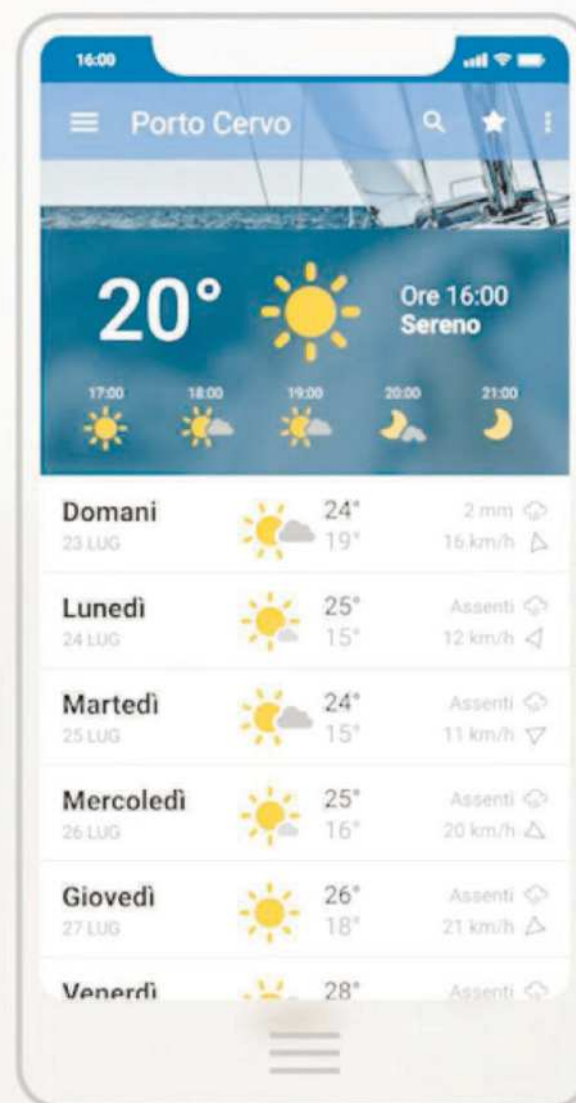 16:00
Porto Cervo
20°
Ore 16:00
Sereno
17:00 18:00 19:00 20:00 21:00
Domani 24° 2 mm
23 LUG 19° 16 km/h
Lunedì 25° Assenti
24 LUG 15° 12 km/h
Martedì 24° Assenti
25 LUG 15° 11 km/h
Mercoledì 25° Assenti
26 LUG 16° 20 km/h
Giovedì 26° Assenti
27 LUG 18° 21 km/h
Venerdì 28° Assenti